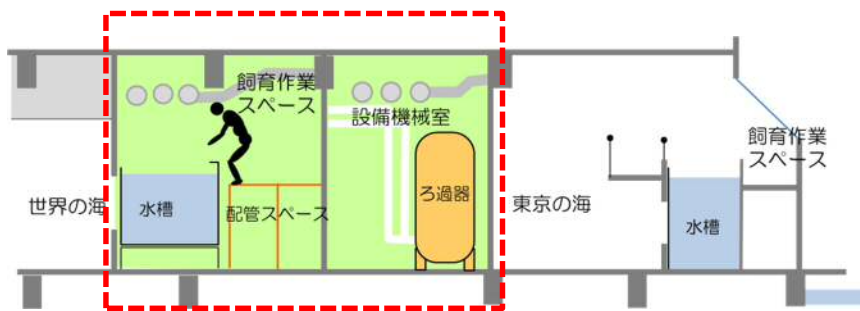 飼育作業
スペース
設備機械室
飼育作業
スペース
世界の海
水槽
配管スペース
ろ過器
東京の海
水槽